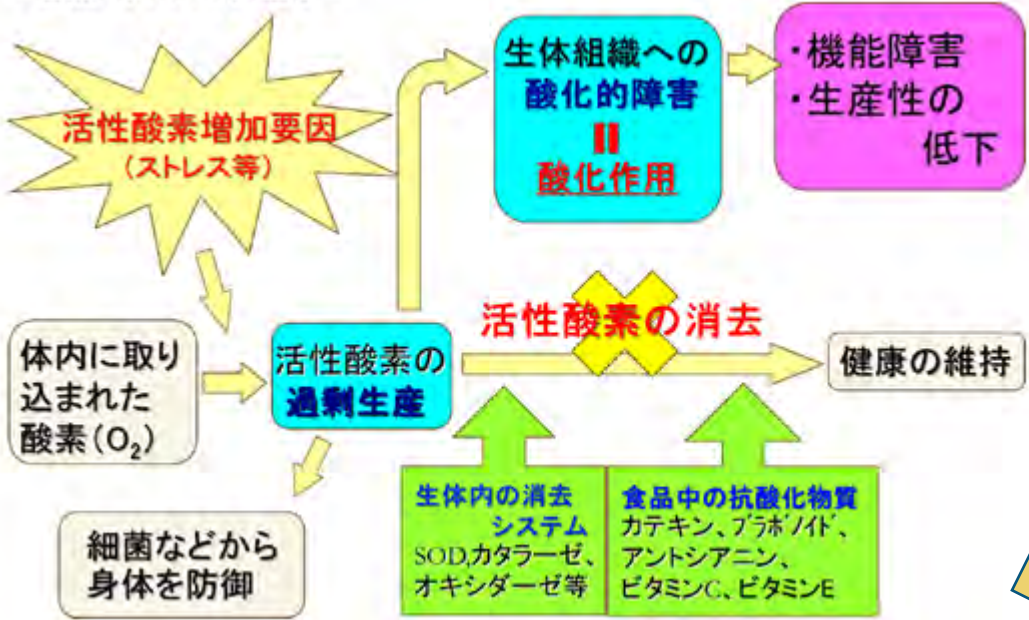 活性酸素増加要因
（ストレス等）
生体組織への
酸化的障害
酸化作用
・機能障害
・生産性の
低下
体内に取り
込まれた
酸素(O₂)
活性酸素の
過剰生産
活性酸素の消去
健康の維持
細菌などから
身体を防御
生体内の消去
システム
SOD,カタラーゼ、
オキシダーゼ等
食品中の抗酸化物質
カテキン、フラボノイド、
アントシアニン、
ビタミンC、ビタミンE